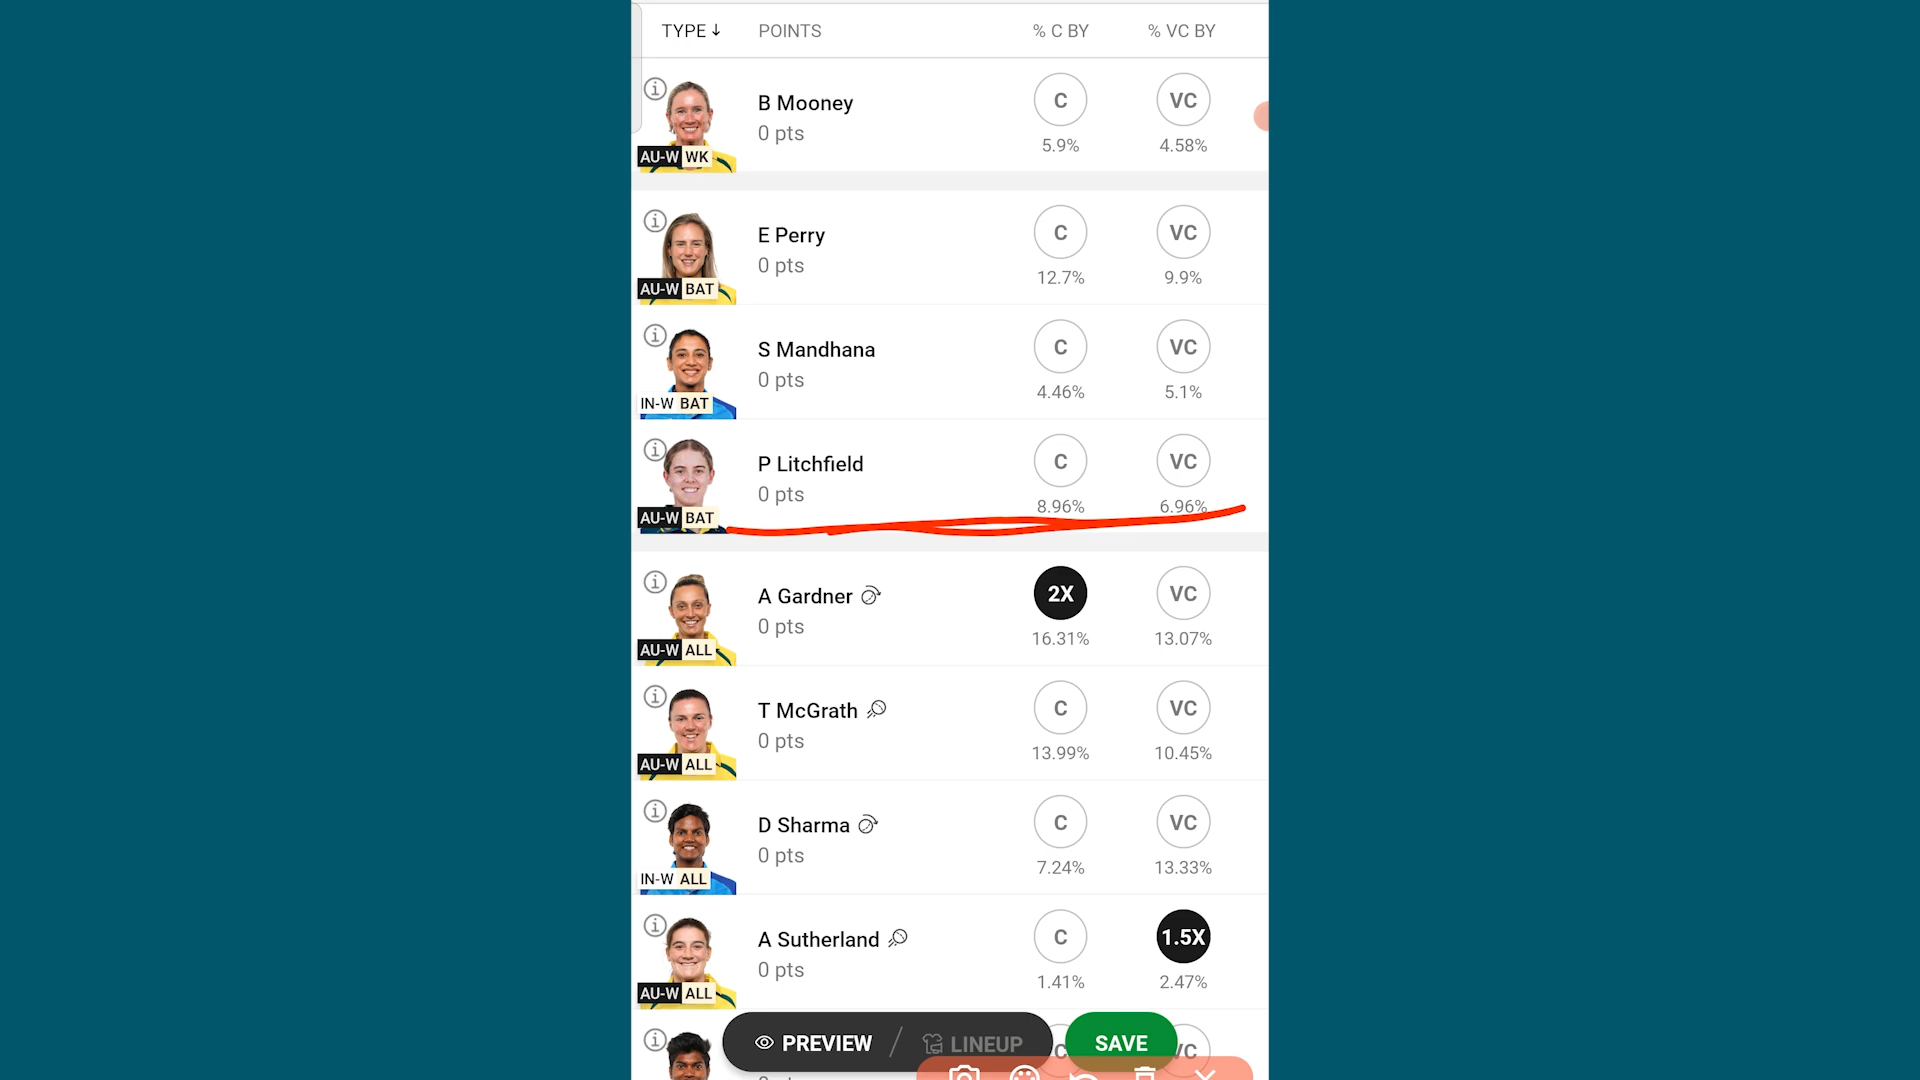 TYPE↓ POINTS % C BY % VC BY
B Mooney C VC
0 pts 5.9% 4.58%
AU-W WK
E Perry C VC
0 pts 12.7% 9.9%
AU-W BAT
S Mandhana C VC
0 pts 4.46% 5.1%
IN-W BAT
P Litchfield C VC
0 pts 8.96% 6.96%
AU-W BAT
A Gardner 2X VC
0 pts 16.31% 13.07%
AU-W ALL
T McGrath C VC
0 pts 13.99% 10.45%
AU-W ALL
D Sharma C VC
0 pts 7.24% 13.33%
IN-W ALL
A Sutherland C 1.5X
0 pts 1.41% 2.47%
AU-W ALL
PREVIEW / LINEUP SAVE C VC